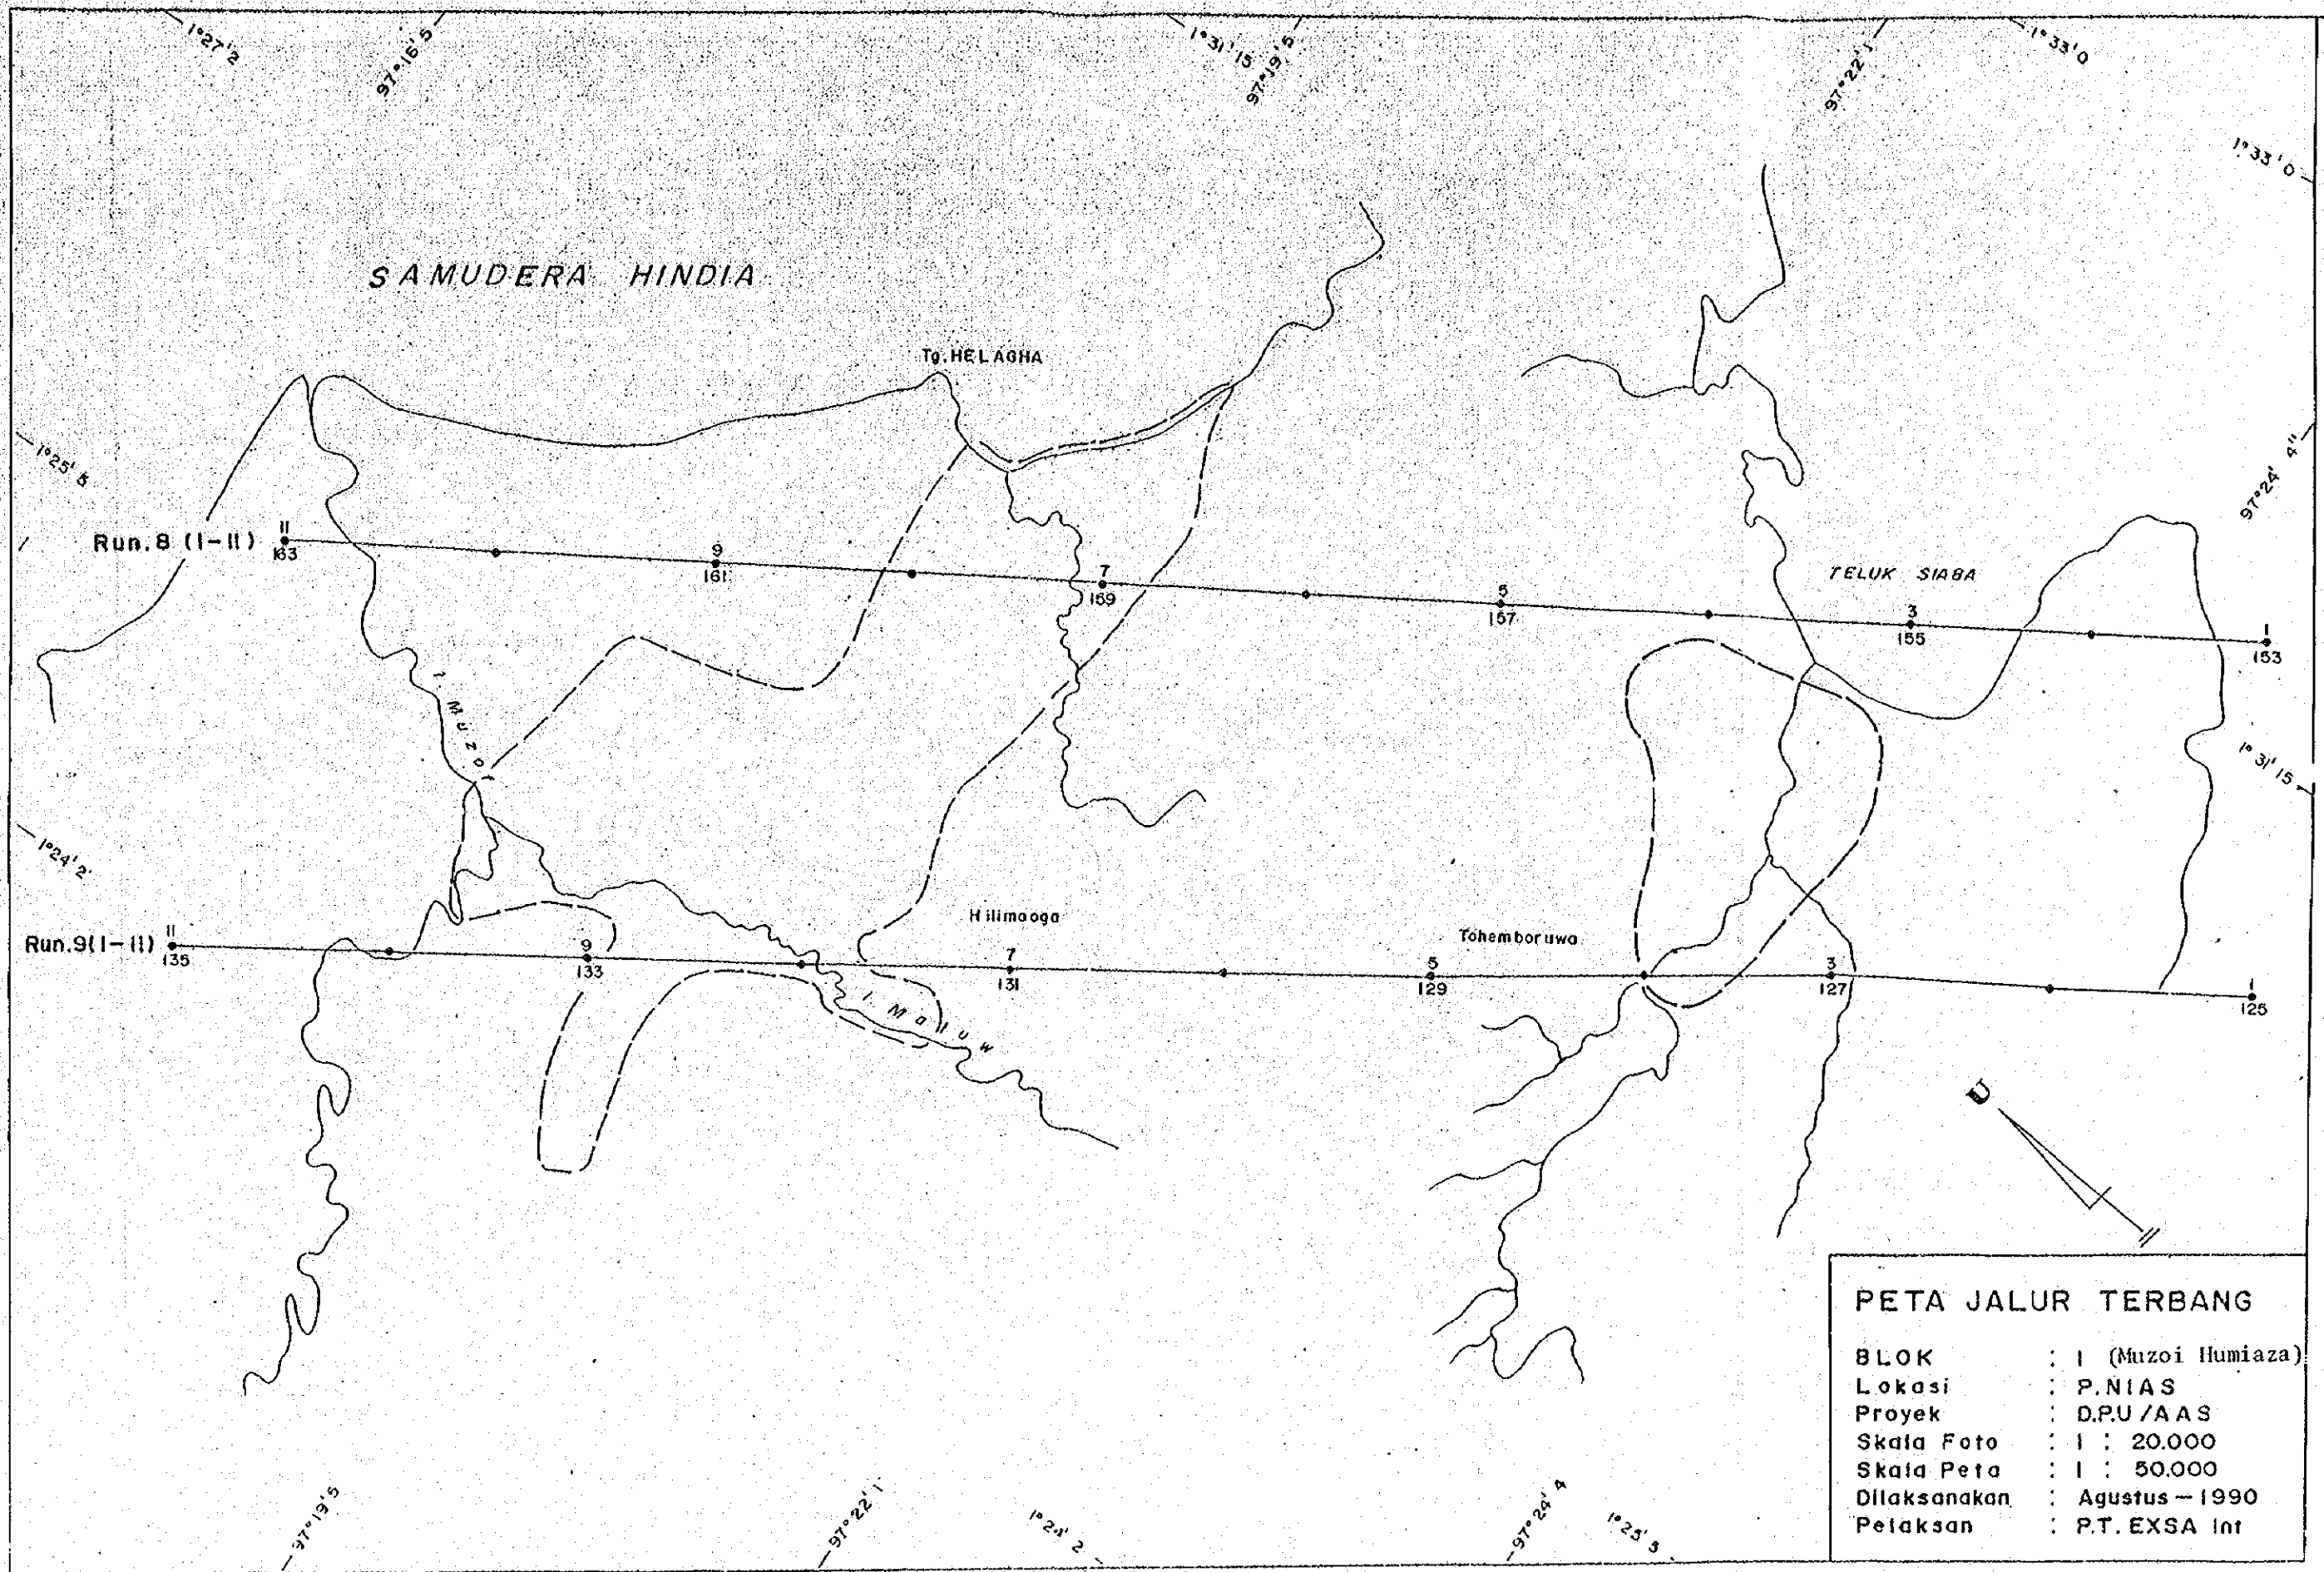 1°27'2
97°16'5
1°31'15
97°19'5
97°22'1
1°33'0
1°33'0
SAMUDERA HINDIA
Tg. HELAGHA
1°25'5
97°24' 4"
Run.8 (I-II)
11 9 7 5 3 1
163 161 159 157 155 153
TELUK SIABA
I. Muzoi
1°31'15
1°24'2'
Hilimaoga
Tohemboruwa
Run.9(I-II)
11 9 7 5 3 1
135 133 131 129 127 125
I. Maluw
U
PETA JALUR TERBANG
BLOK : I (Muzoi Humiaza)
Lokasi : P.NIAS
Proyek : D.P.U /AAS
Skala Foto : 1 : 20.000
Skala Peta : 1 : 50.000
Dilaksanakan : Agustus - 1990
Pelaksan : P.T. EXSA Int
97°19'5
97°22'1
1°24'2
97°24'4
1°25'5